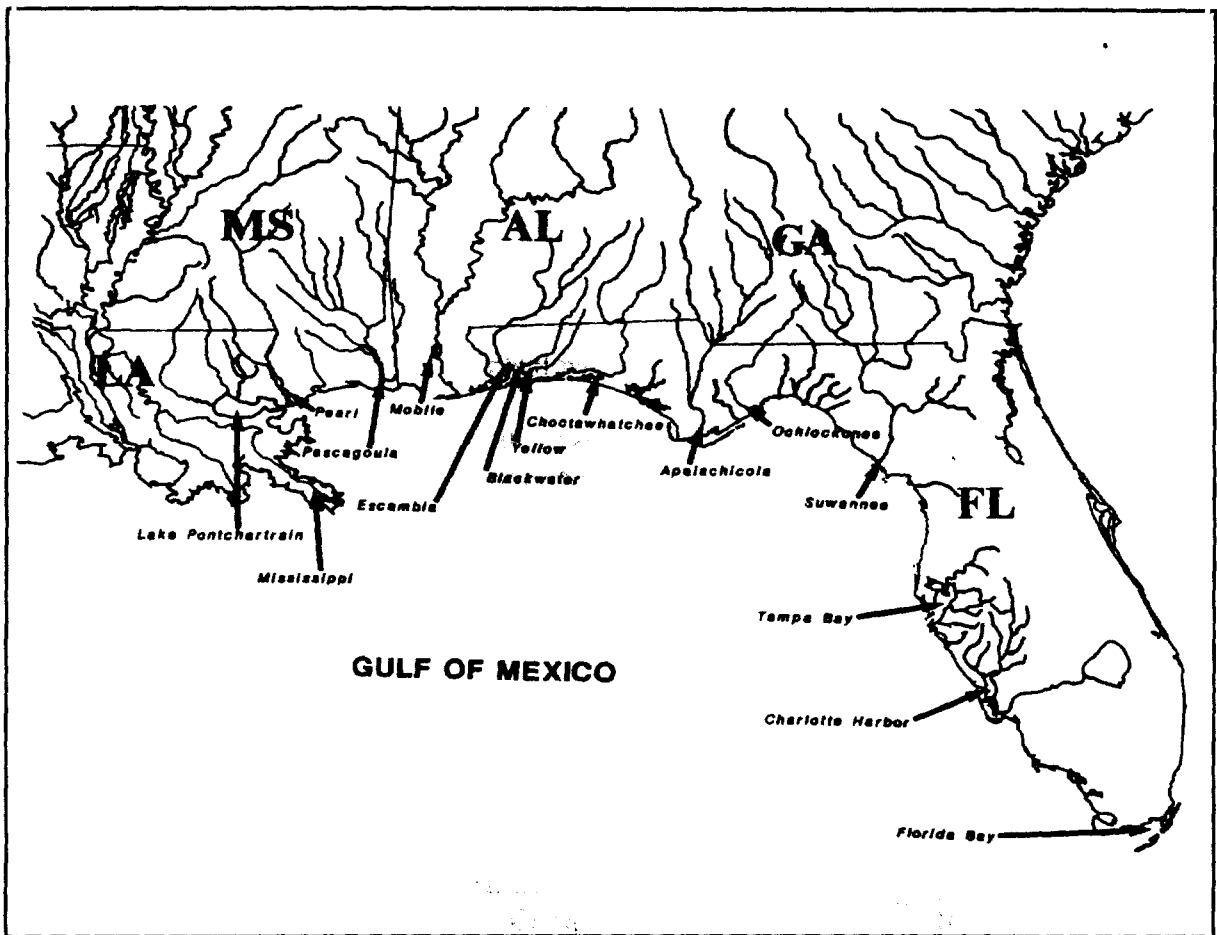 MS
AL
GA
LA
Pearl
Mobile
Choctawhatchee
Ochlockonee
Pascagoula
Yellow
Apalachicola
Blackwater
Escambia
Suwannee
FL
Lake Pontchartrain
Mississippi
Tampa Bay
GULF OF MEXICO
Charlotte Harbor
Florida Bay